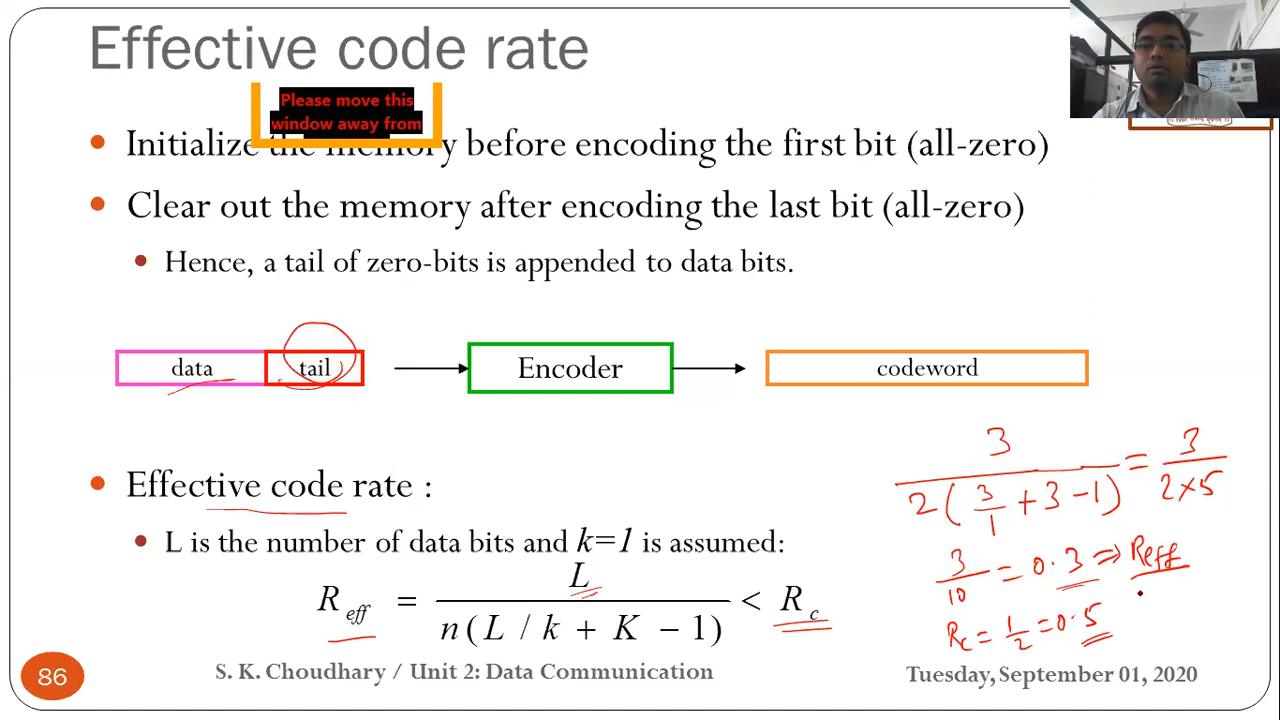 Effective code rate
Please move this
window away from
• Initialize the memory before encoding the first bit (all-zero)
• Clear out the memory after encoding the last bit (all-zero)
• Hence, a tail of zero-bits is appended to data bits.
data tail Encoder codeword
3 / 2 ( 3/1 + 3 - 1 ) = 3 / 2 × 5
• Effective code rate :
• L is the number of data bits and k=1 is assumed:
3/10 = 0.3 ⇒ Reff
R eff = L / n ( L / k + K − 1) < R c
Rc = 1/2 = 0.5
86
S. K. Choudhary / Unit 2: Data Communication
Tuesday, September 01, 2020